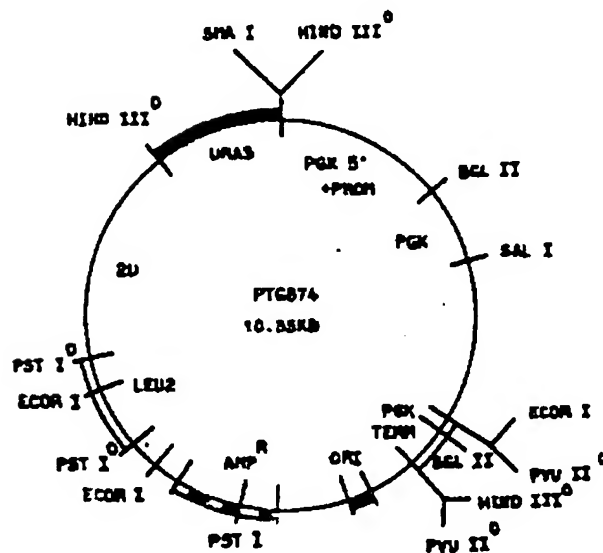 SMA I
HIND III⁰
HIND III⁰
URA3
PGK 5'
+PROM
BGL II
PGK
SAL I
2U
PTG874
10.35KB
PST I⁰
ECOR I
LEU2
PST I⁰
ECOR I
AMP R
PST I
ORI
PGK
TERM
BGL II
ECOR I
PVU II⁰
HIND III⁰
PVU II⁰